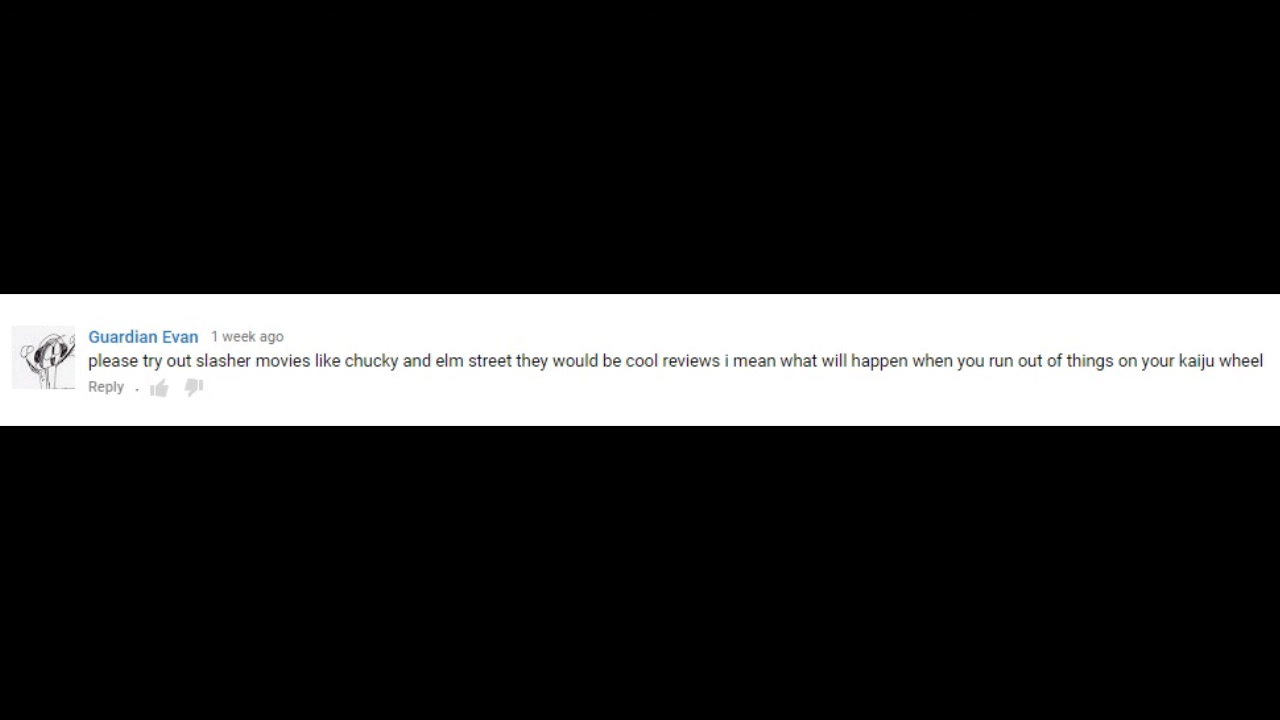 Guardian Evan 1 week ago
please try out slasher movies like chucky and elm street they would be cool reviews i mean what will happen when you run out of things on your kaiju wheel
Reply .